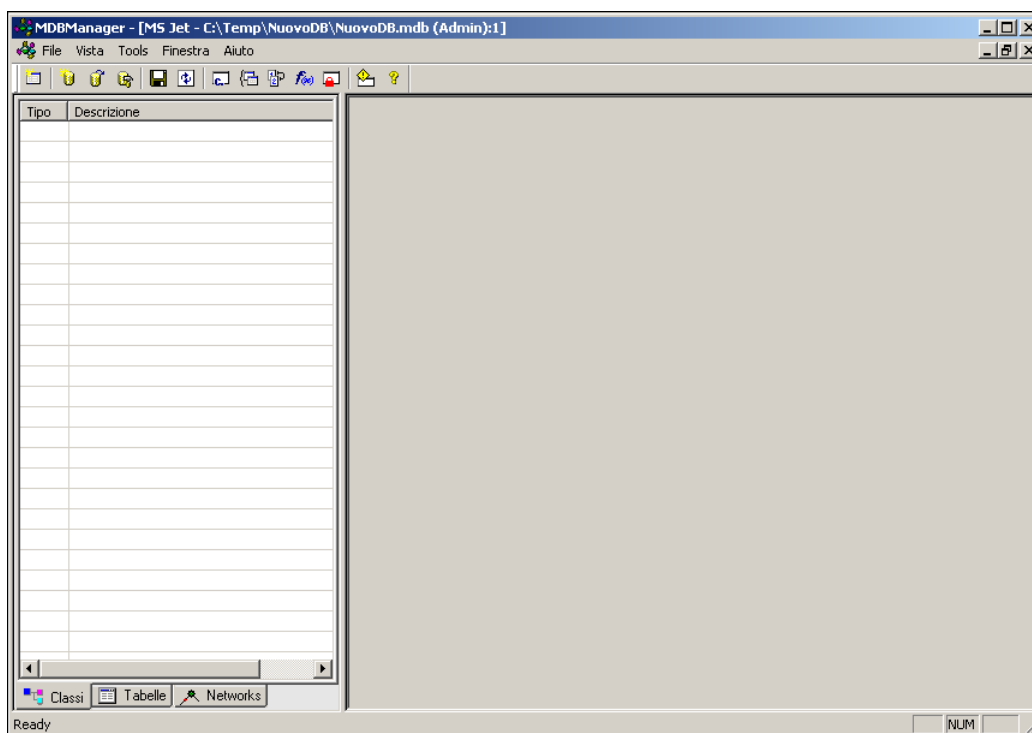 MDBManager - [MS Jet - C:\Temp\NuovoDB\NuovoDB.mdb (Admin):1]
File Vista Tools Finestra Aiuto
Tipo Descrizione
Classi Tabelle Networks
Ready NUM